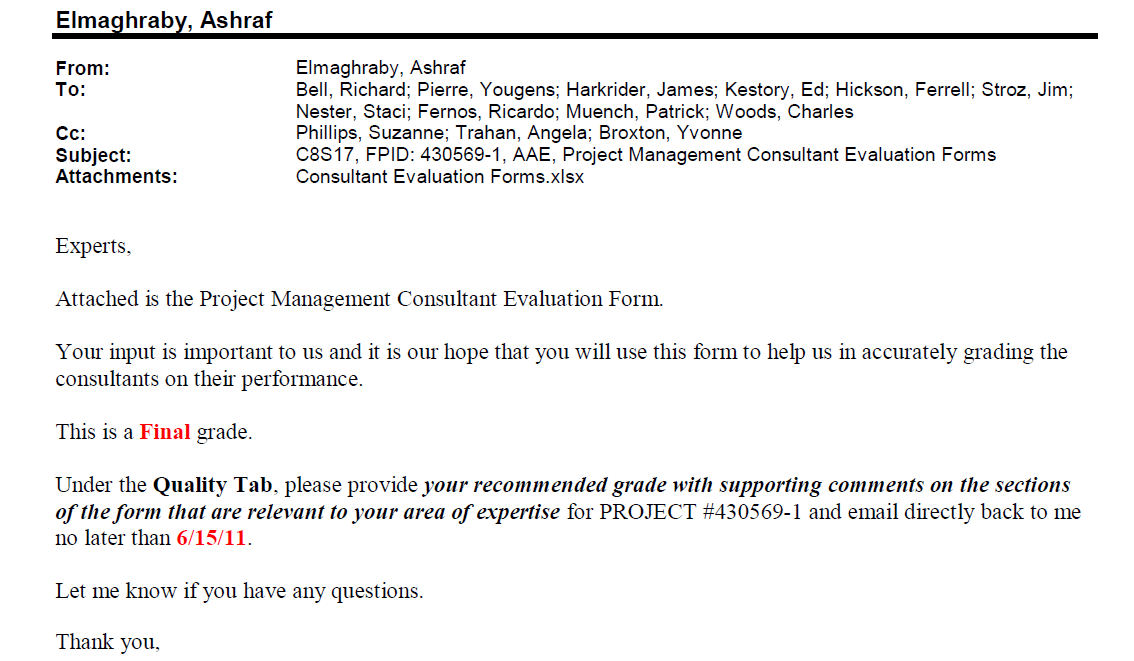 Elmaghraby, Ashraf
From: Elmaghraby, Ashraf
To: Bell, Richard; Pierre, Yougens; Harkrider, James; Kestory, Ed; Hickson, Ferrell; Stroz, Jim;
Nester, Staci; Fernos, Ricardo; Muench, Patrick; Woods, Charles
Cc: Phillips, Suzanne; Trahan, Angela; Broxton, Yvonne
Subject: C8S17, FPID: 430569-1, AAE, Project Management Consultant Evaluation Forms
Attachments: Consultant Evaluation Forms.xlsx
Experts,
Attached is the Project Management Consultant Evaluation Form.
Your input is important to us and it is our hope that you will use this form to help us in accurately grading the
consultants on their performance.
This is a Final grade.
Under the Quality Tab, please provide your recommended grade with supporting comments on the sections
of the form that are relevant to your area of expertise for PROJECT #430569-1 and email directly back to me
no later than 6/15/11.
Let me know if you have any questions.
Thank you,